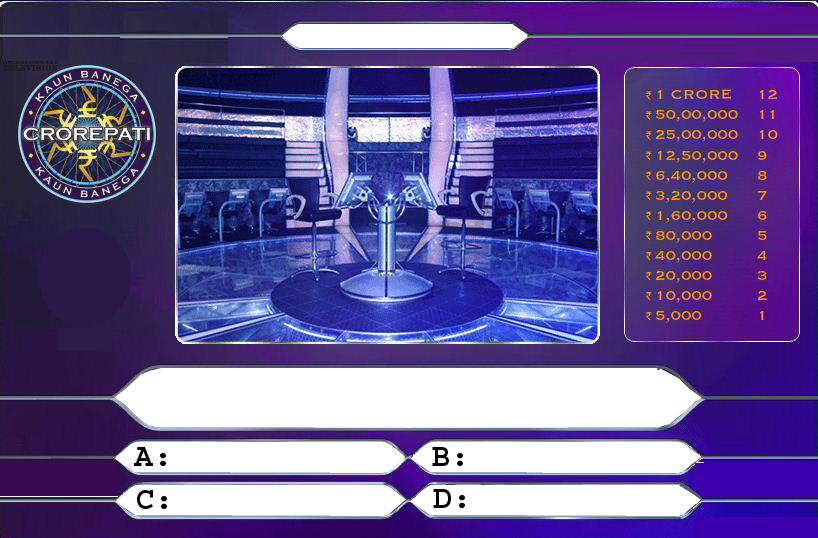 KAUN BANEGA
CROREPATI
KAUN BANEGA
₹ 1 CRORE 12
₹ 50,00,000 11
₹ 25,00,000 10
₹ 12,50,000 9
₹ 6,40,000 8
₹ 3,20,000 7
₹ 1,60,000 6
₹ 80,000 5
₹ 40,000 4
₹ 20,000 3
₹ 10,000 2
₹ 5,000 1
A: B:
C: D: